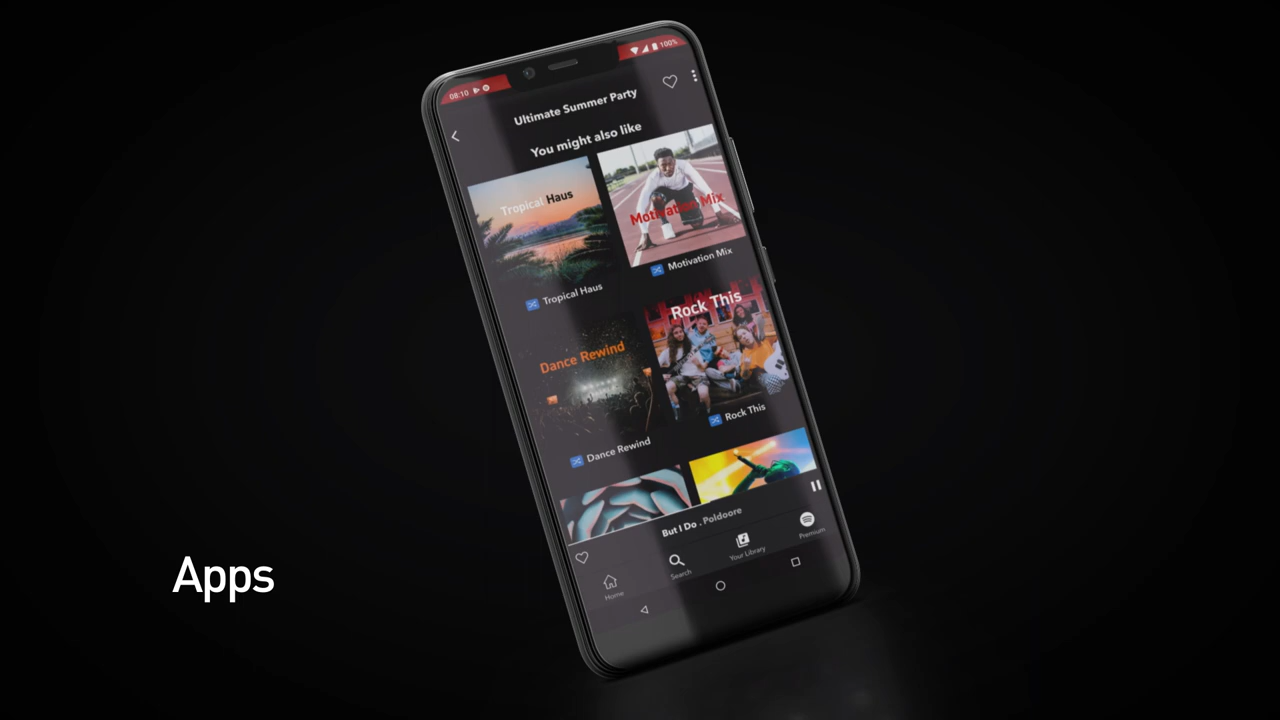 08:10
100%
Ultimate Summer Party
You might also like
Tropical Haus
Motivation Mix
Tropical Haus
Motivation Mix
Dance Rewind
Rock This
Dance Rewind
Rock This
But I Do . Poldoore
Home
Search
Your Library
Premium
Apps